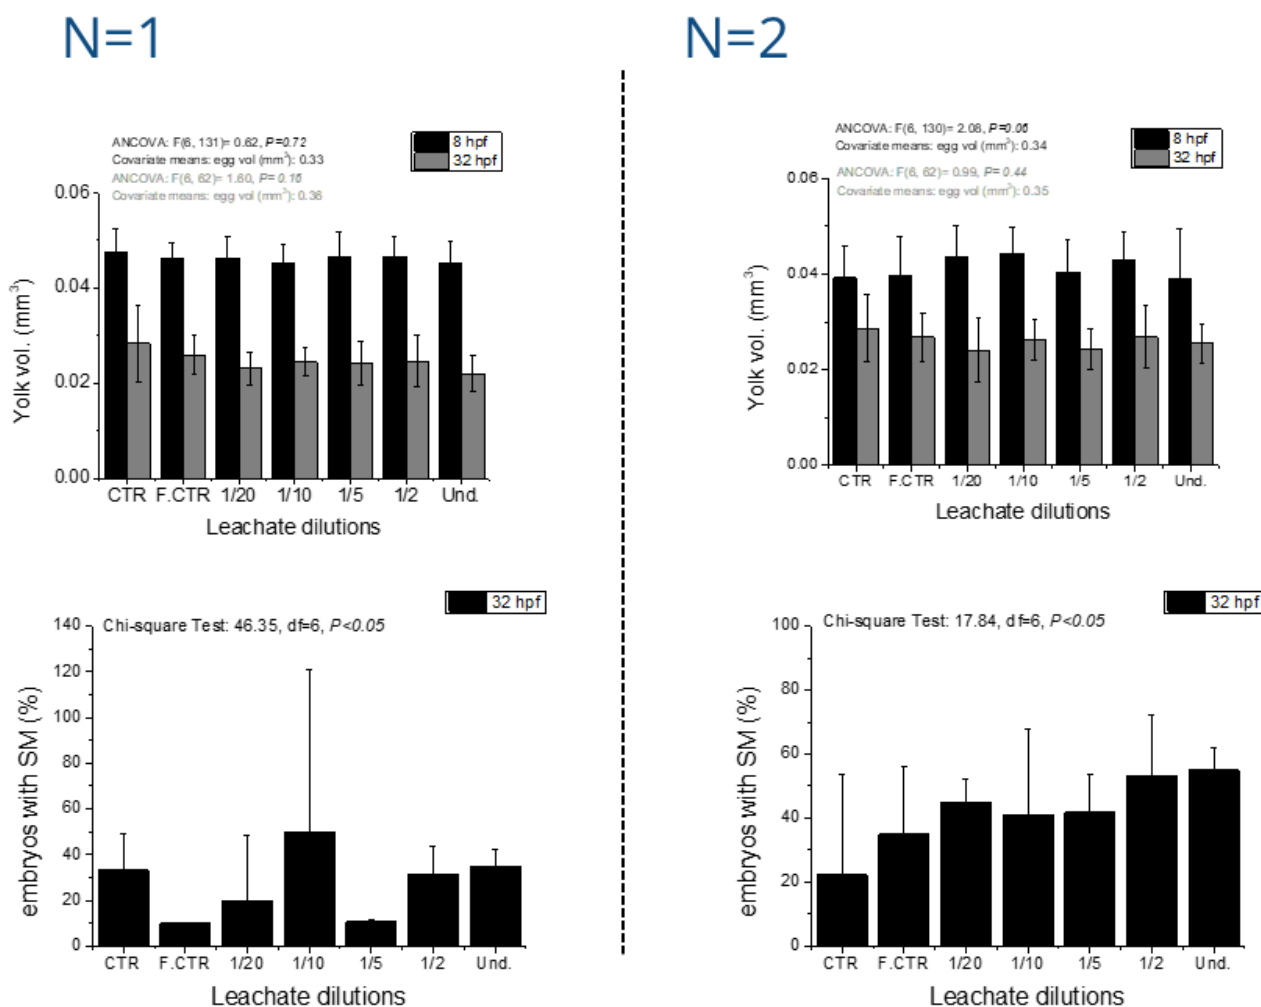 N=1
N=2
ANCOVA: F(6, 131)= 0.62, P=0.72
Covariate means: egg vol (mm³): 0.33
ANCOVA: F(6, 62)= 1.60, P= 0.16
Covariate means: egg vol (mm³): 0.36
8 hpf
32 hpf
0.06
0.04
0.02
0.00
Yolk vol. (mm³)
CTR F.CTR 1/20 1/10 1/5 1/2 Und.
Leachate dilutions
ANCOVA: F(6, 130)= 2.08, P=0.06
Covariate means: egg vol (mm³): 0.34
ANCOVA: F(6, 62)= 0.99, P= 0.44
Covariate means: egg vol (mm³): 0.35
8 hpf
32 hpf
0.06
0.04
0.02
0.00
Yolk vol. (mm³)
CTR F.CTR 1/20 1/10 1/5 1/2 Und.
Leachate dilutions
32 hpf
Chi-square Test: 46.35, df=6, P<0.05
140
120
100
80
60
40
20
0
embryos with SM (%)
CTR F.CTR 1/20 1/10 1/5 1/2 Und.
Leachate dilutions
32 hpf
Chi-square Test: 17.84, df=6, P<0.05
100
80
60
40
20
0
embryos with SM (%)
CTR F.CTR 1/20 1/10 1/5 1/2 Und.
Leachate dilutions